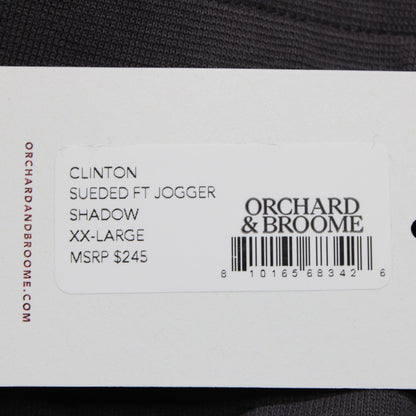 ORCHARDANDBROOME.COM
CLINTON
SUEDED FT JOGGER
SHADOW
XX-LARGE
MSRP $245
ORCHARD
& BROOME
8 10165 68342 6